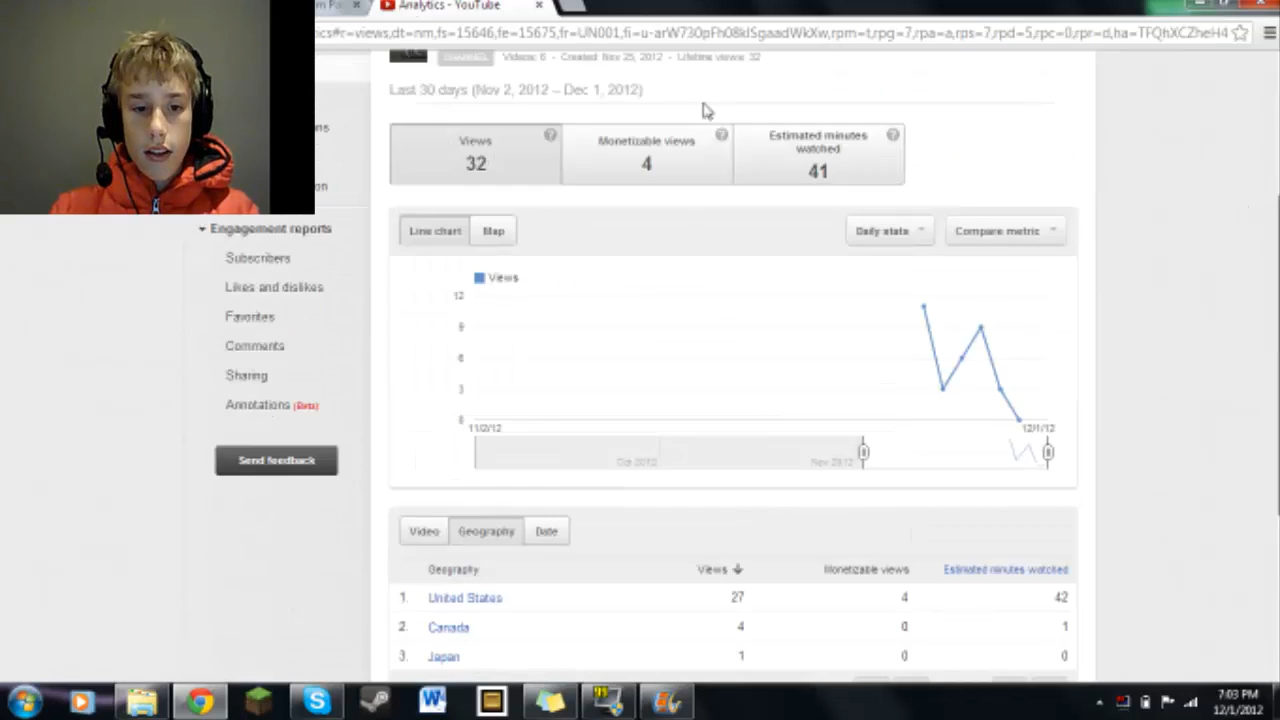 Analytics - YouTube
CHANNEL Videos: 6 - Created: Nov 25, 2012 - Lifetime views: 32
Last 30 days (Nov 2, 2012 – Dec 1, 2012)
Views
32
Monetizable views
4
Estimated minutes
watched
41
Engagement reports
Subscribers
Likes and dislikes
Favorites
Comments
Sharing
Annotations (Beta)
Send feedback
Line chart Map Daily stats Compare metric
Views
12
9
6
3
0
11/2/12 12/1/12
Video Geography Date
Geography Views Monetizable views Estimated minutes watched
1. United States 27 4 42
2. Canada 4 0 1
3. Japan 1 0 0
7:03 PM
12/1/2012